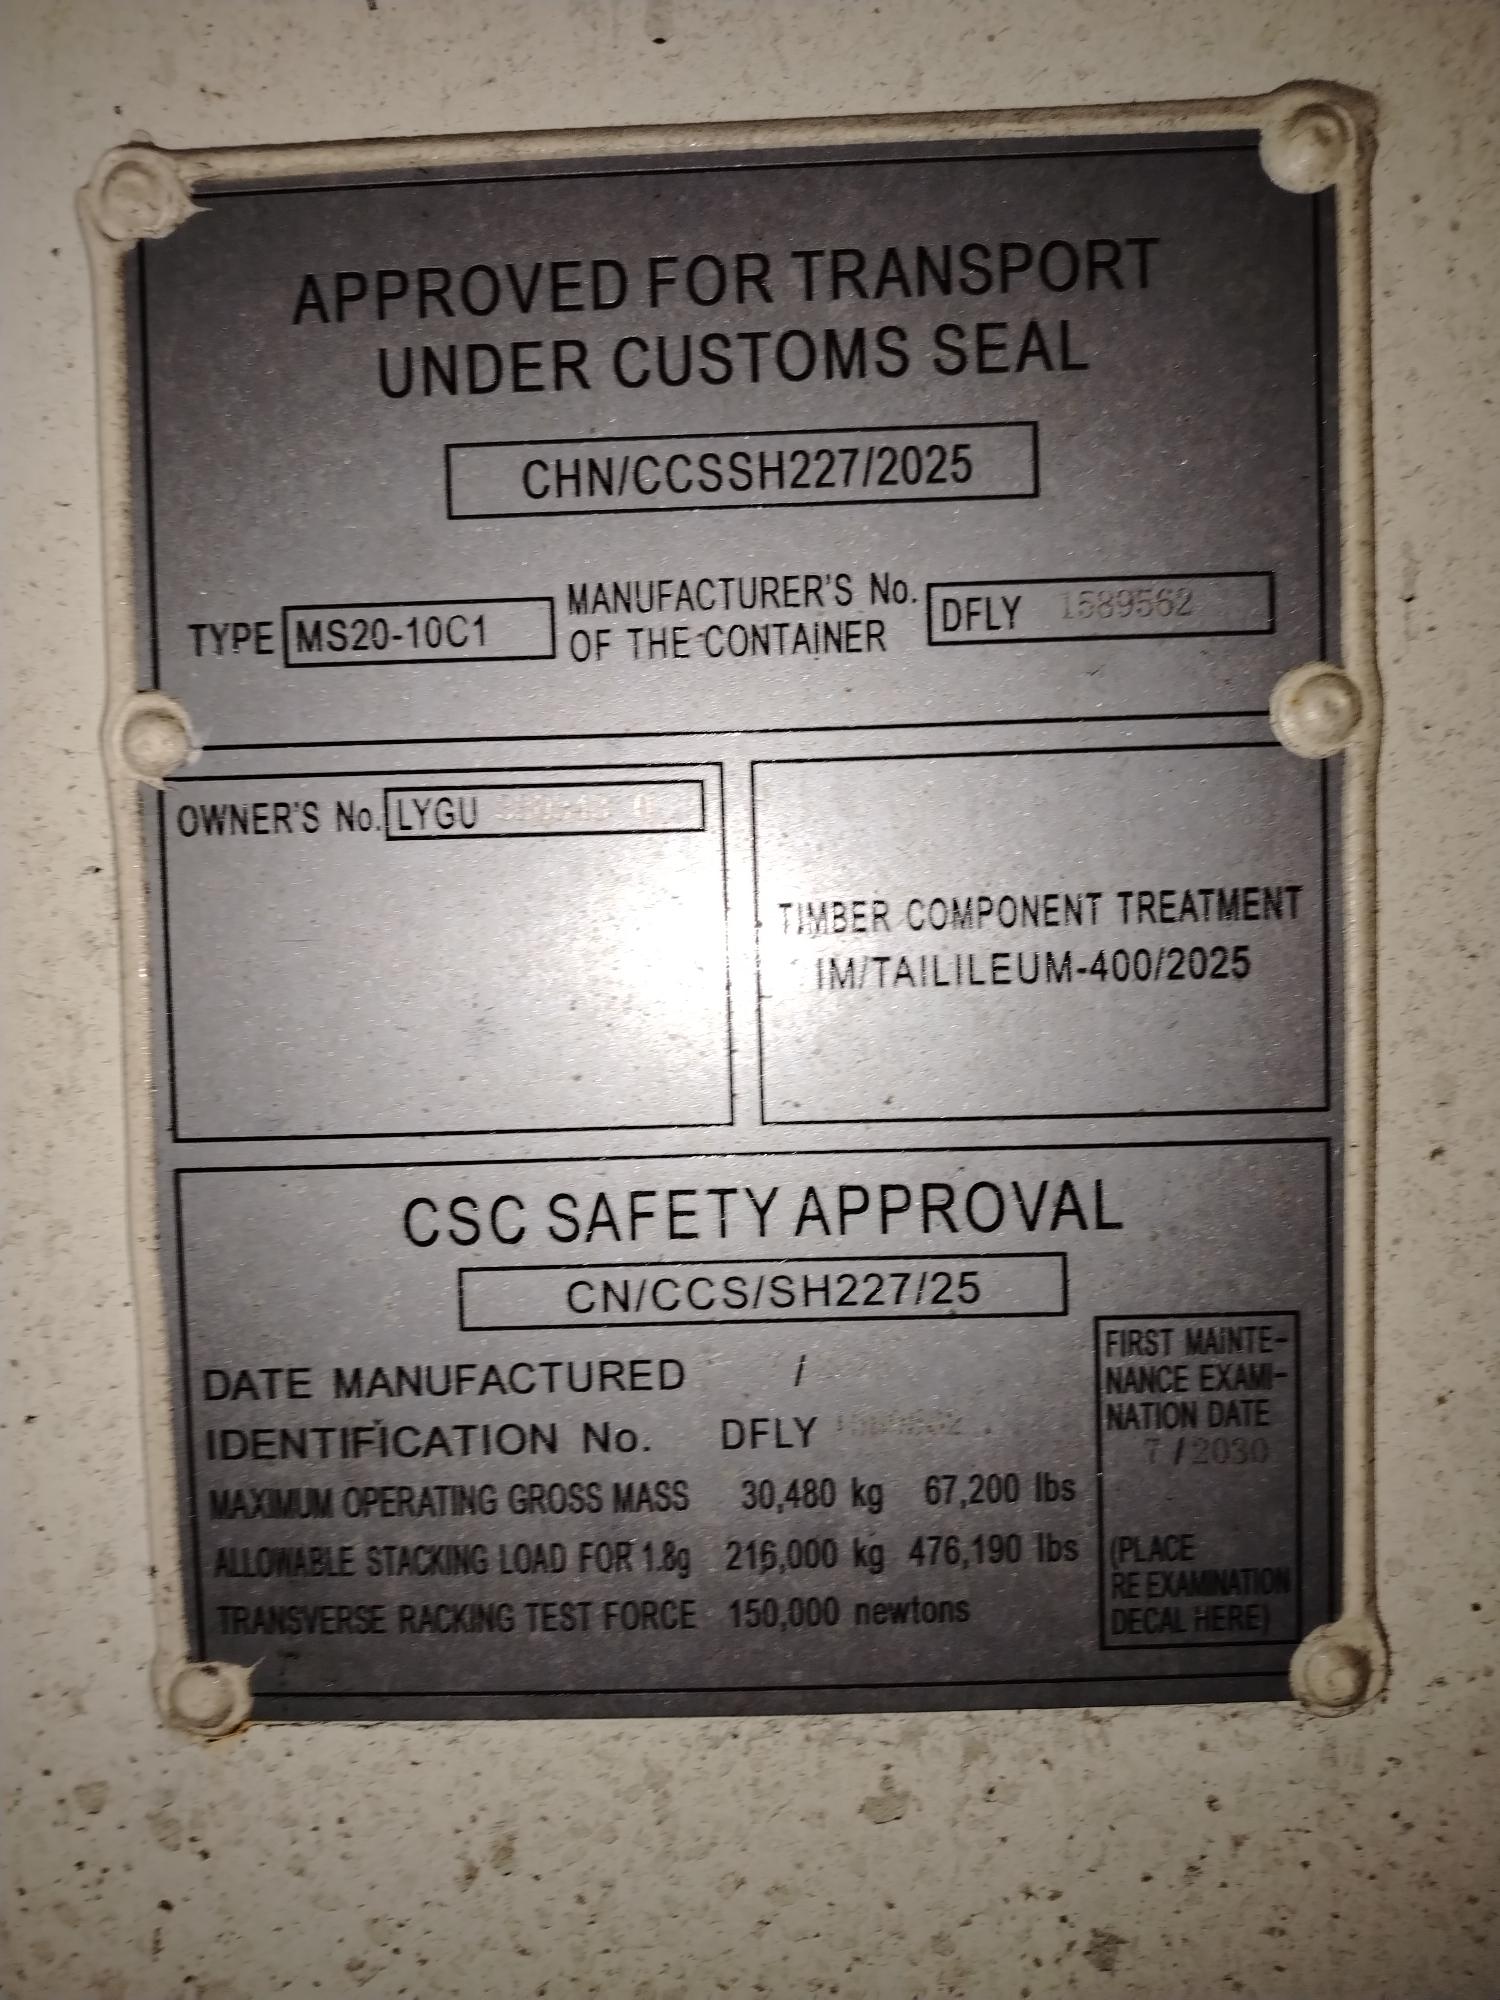 APPROVED FOR TRANSPORT
UNDER CUSTOMS SEAL
CHN/CCSSH227/2025
TYPE MS20-10C1
MANUFACTURER'S No.
OF THE CONTAINER
DFLY 1589562
OWNER'S No. LYGU
TIMBER COMPONENT TREATMENT
IM/TAILILEUM-400/2025
CSC SAFETY APPROVAL
CN/CCS/SH227/25
DATE MANUFACTURED /
IDENTIFICATION No. DFLY
MAXIMUM OPERATING GROSS MASS 30,480 kg 67,200 lbs
ALLOWABLE STACKING LOAD FOR 1.8g 216,000 kg 476,190 lbs
TRANSVERSE RACKING TEST FORCE 150,000 newtons
FIRST MAINTE-
NANCE EXAMI-
NATION DATE
7 / 2030
(PLACE
RE EXAMINATION
DECAL HERE)